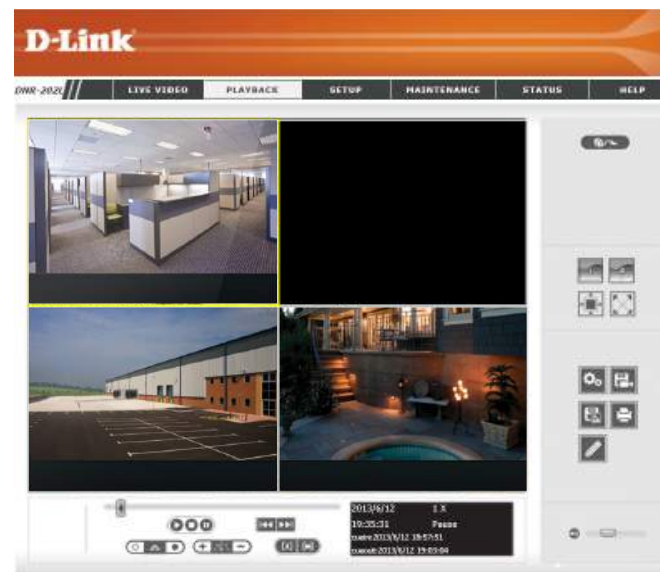 D-Link
DNR-202L
LIVE VIDEO
PLAYBACK
SETUP
MAINTENANCE
STATUS
HELP
2013/6/12 1 X
19:35:31 Pause
2013/6/12 18:57:51
2013/6/12 19:03:04